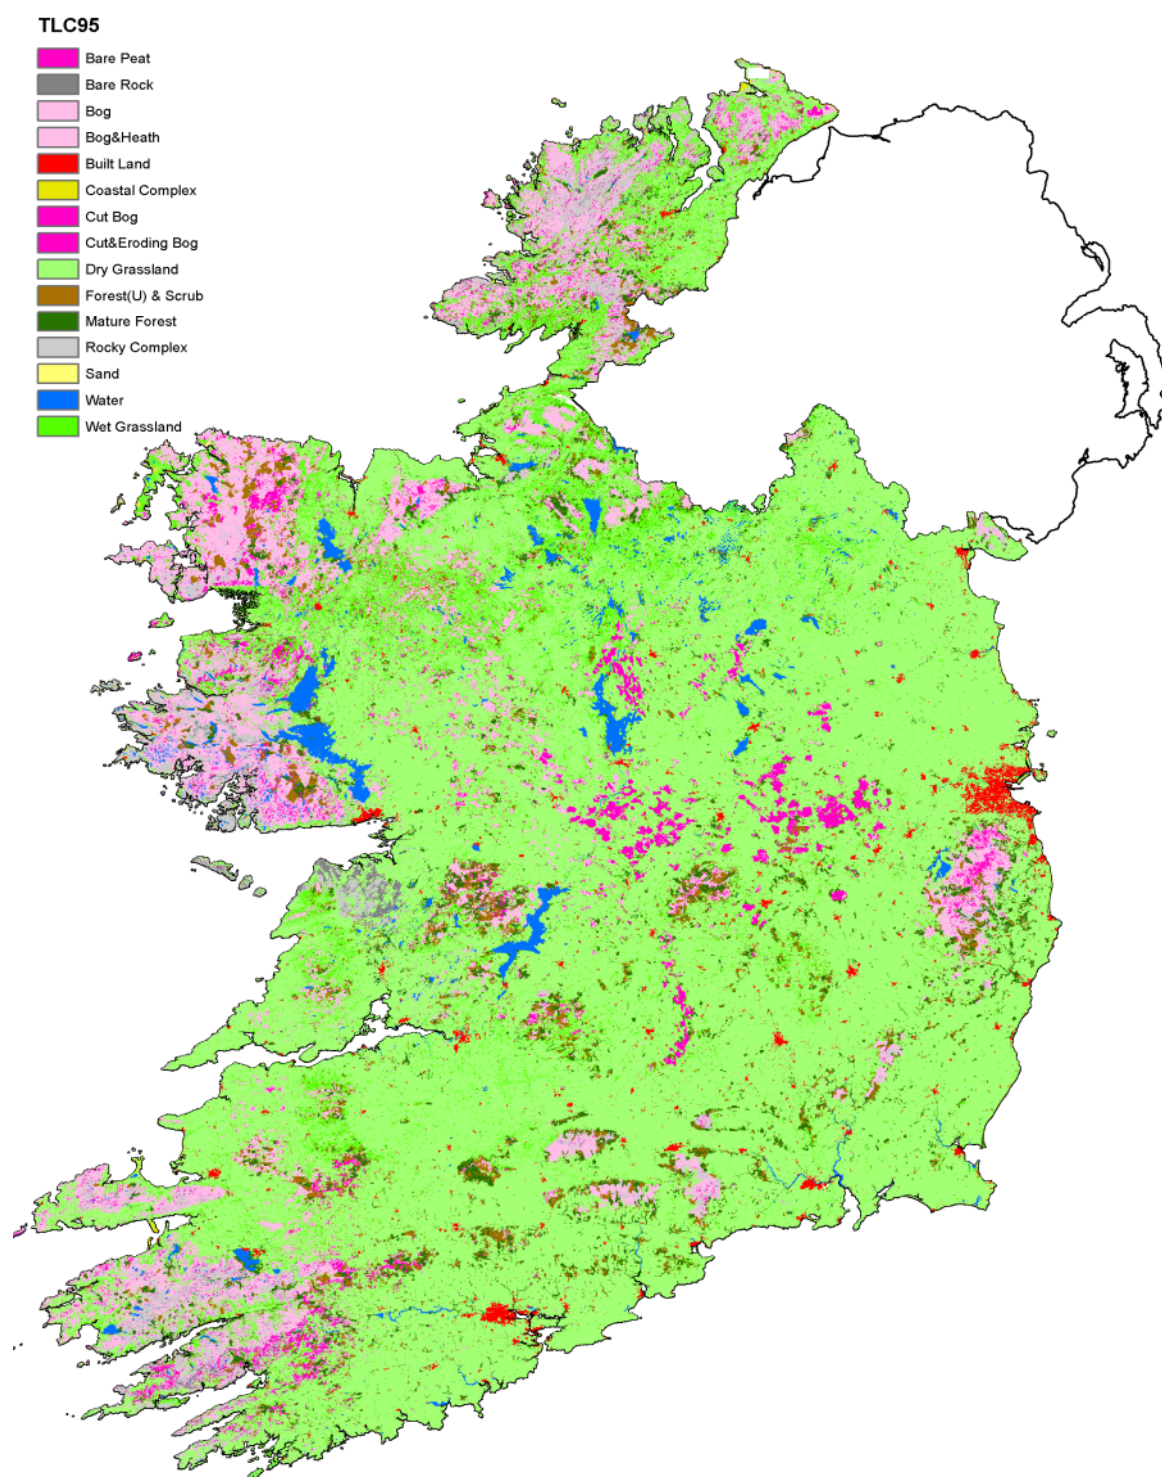 TLC95
Bare Peat
Bare Rock
Bog
Bog&Heath
Built Land
Coastal Complex
Cut Bog
Cut&Eroding Bog
Dry Grassland
Forest(U) & Scrub
Mature Forest
Rocky Complex
Sand
Water
Wet Grassland